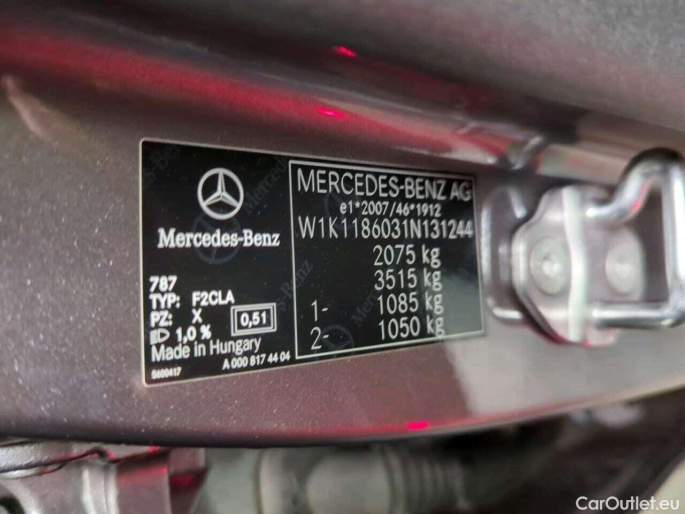 Mercedes-Benz
787
TYP: F2CLA
PZ: X
0,51
1,0 %
Made in Hungary
A 000 817 44 04
S600417
MERCEDES-BENZ AG
e1*2007/46*1912
W1K1186031N131244
2075 kg
3515 kg
1- 1085 kg
2- 1050 kg
CarOutlet.eu